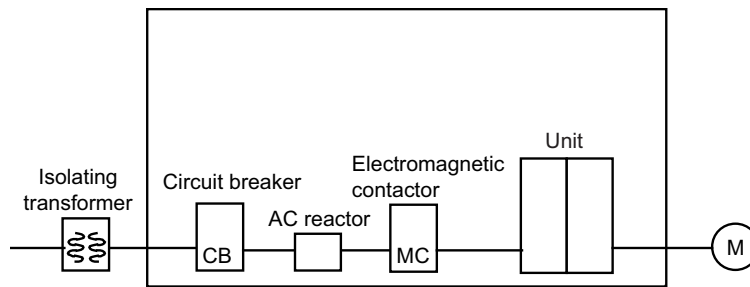 Unit
Electromagnetic
contactor
Isolating
transformer
Circuit breaker
AC reactor
CB
MC
M